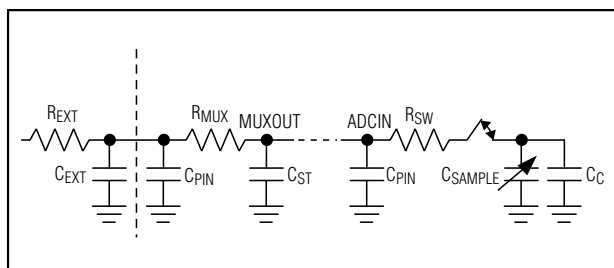 REXT
RMUX
MUXOUT
ADCIN
RSW
CEXT
CPIN
CST
CPIN
CSAMPLE
CC